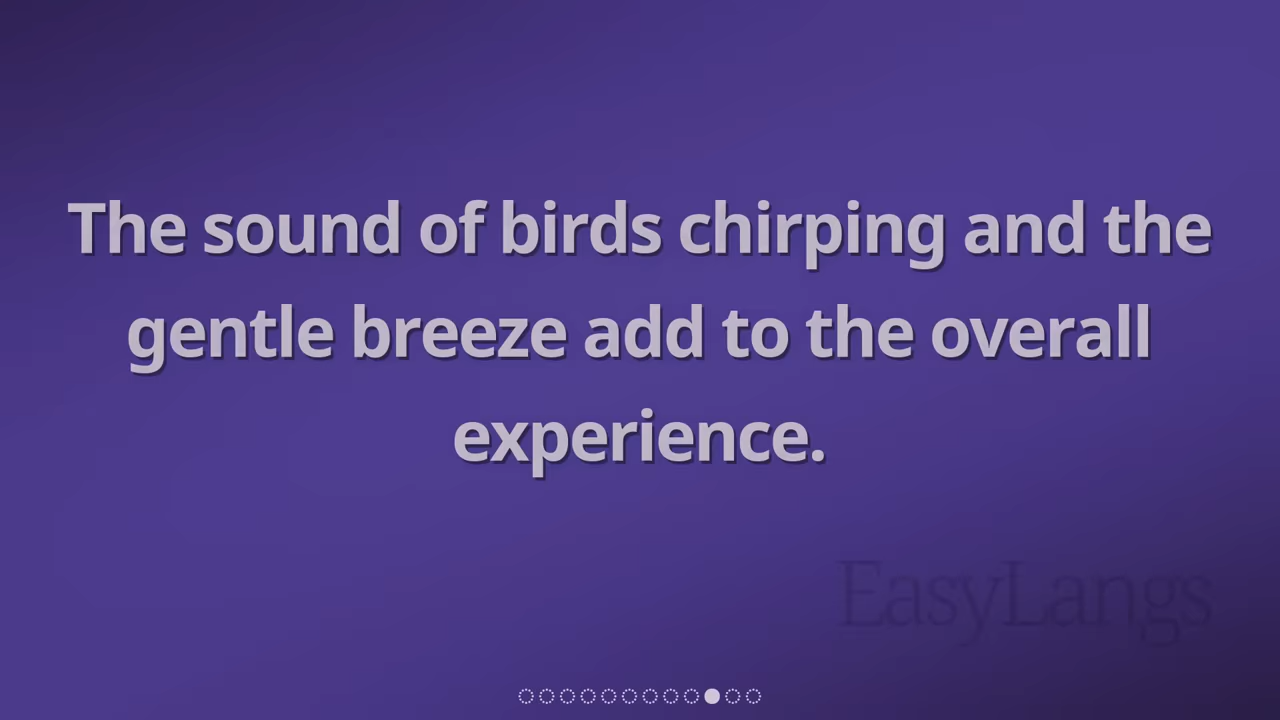 The sound of birds chirping and the
gentle breeze add to the overall
experience.
EasyLangs